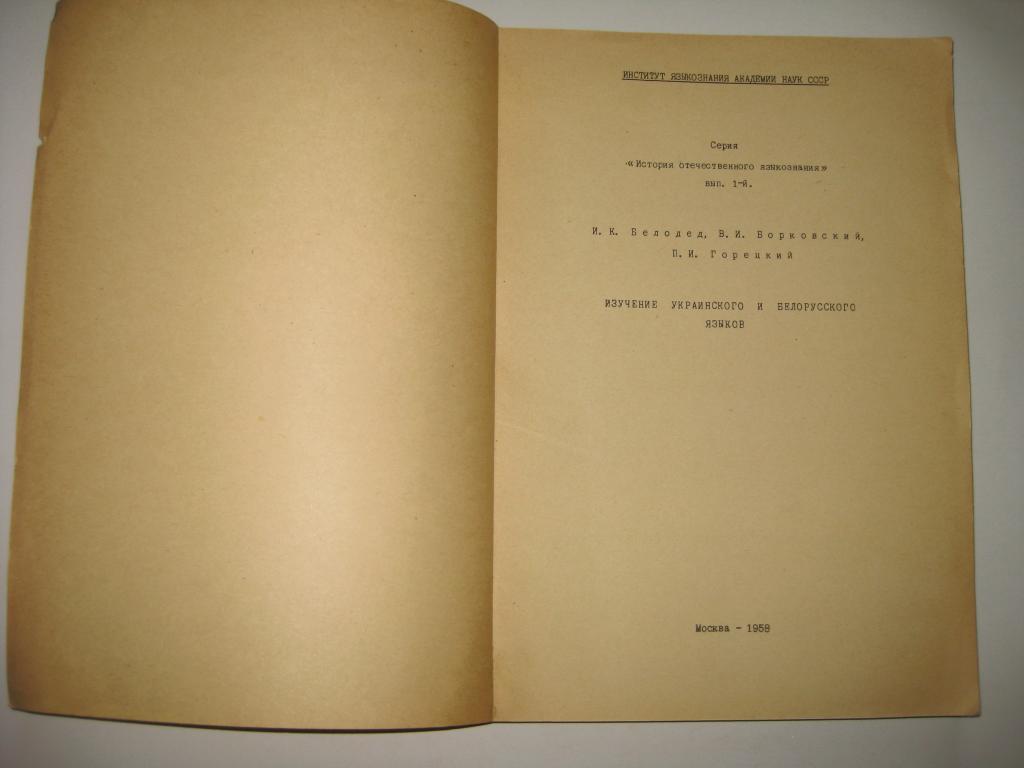 ИНСТИТУТ ЯЗЫКОЗНАНИЯ АКАДЕМИИ НАУК СССР
Серия
«История отечественного языкознания»
вып. 1-й.
И. К. Белодед, В. И. Борковский,
П. И. Горецкий
ИЗУЧЕНИЕ УКРАИНСКОГО И БЕЛОРУССКОГО
ЯЗЫКОВ
Москва - 1958